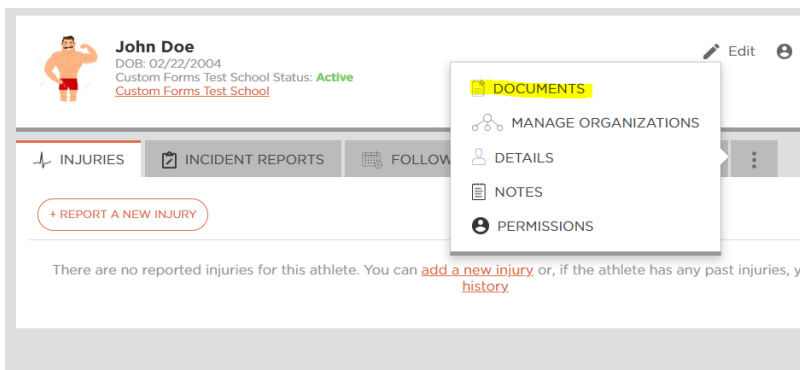 John Doe
DOB: 02/22/2004
Custom Forms Test School Status: Active
Custom Forms Test School
Edit
DOCUMENTS
MANAGE ORGANIZATIONS
DETAILS
NOTES
PERMISSIONS
INJURIES
INCIDENT REPORTS
FOLLOW
+ REPORT A NEW INJURY
There are no reported injuries for this athlete. You can add a new injury or, if the athlete has any past injuries, y
history